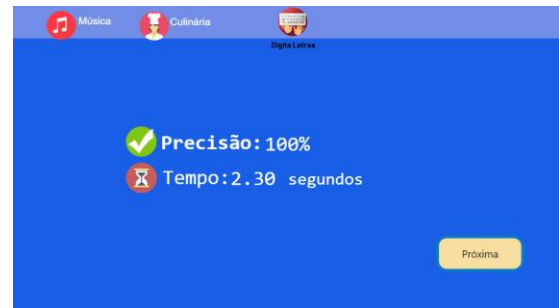 Música
Culinária
Digita Letras
Precisão: 100%
Tempo:2.30 segundos
Próxima